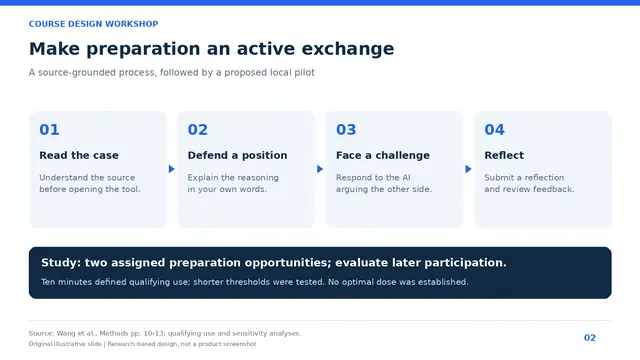 COURSE DESIGN WORKSHOP
Make preparation an active exchange
A source-grounded process, followed by a proposed local pilot
01
Read the case
Understand the source
before opening the tool.
02
Defend a position
Explain the reasoning
in your own words.
03
Face a challenge
Respond to the AI
arguing the other side.
04
Reflect
Submit a reflection
and review feedback.
Study: two assigned preparation opportunities; evaluate later participation.
Ten minutes defined qualifying use; shorter thresholds were tested. No optimal dose was established.
Source: Wang et al., Methods pp. 10–13; qualifying use and sensitivity analyses.
Original illustrative slide | Research-based design, not a product screenshot
02